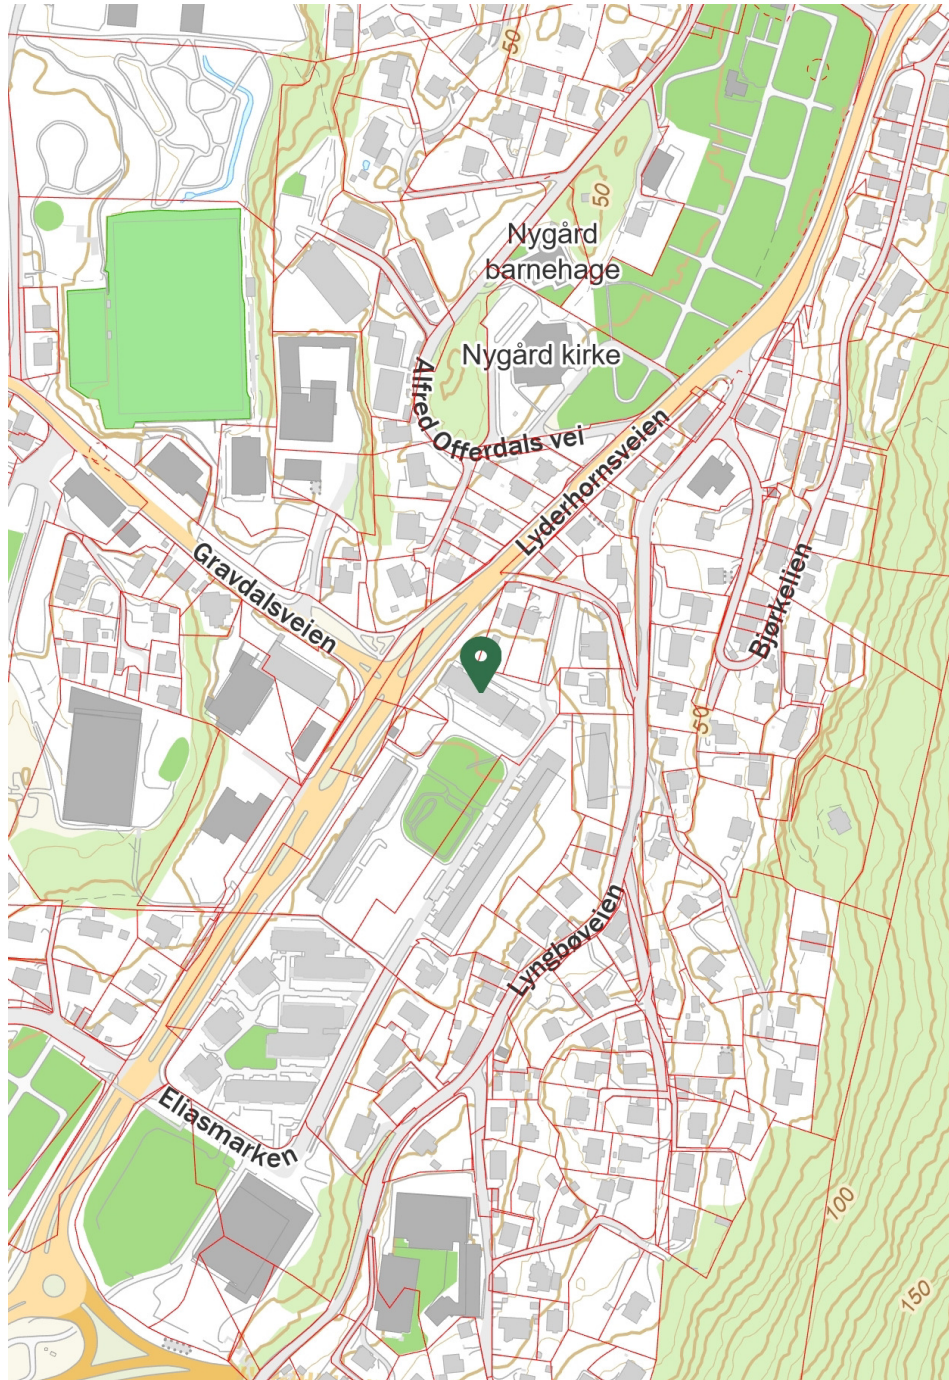 50
50
Nygård
barnehage
Nygård kirke
Alfred Offerdals vei
Lyderhornsveien
Gravdalsveien
Bjørkelien
50
Lyngbøveien
Eliasmarken
100
150